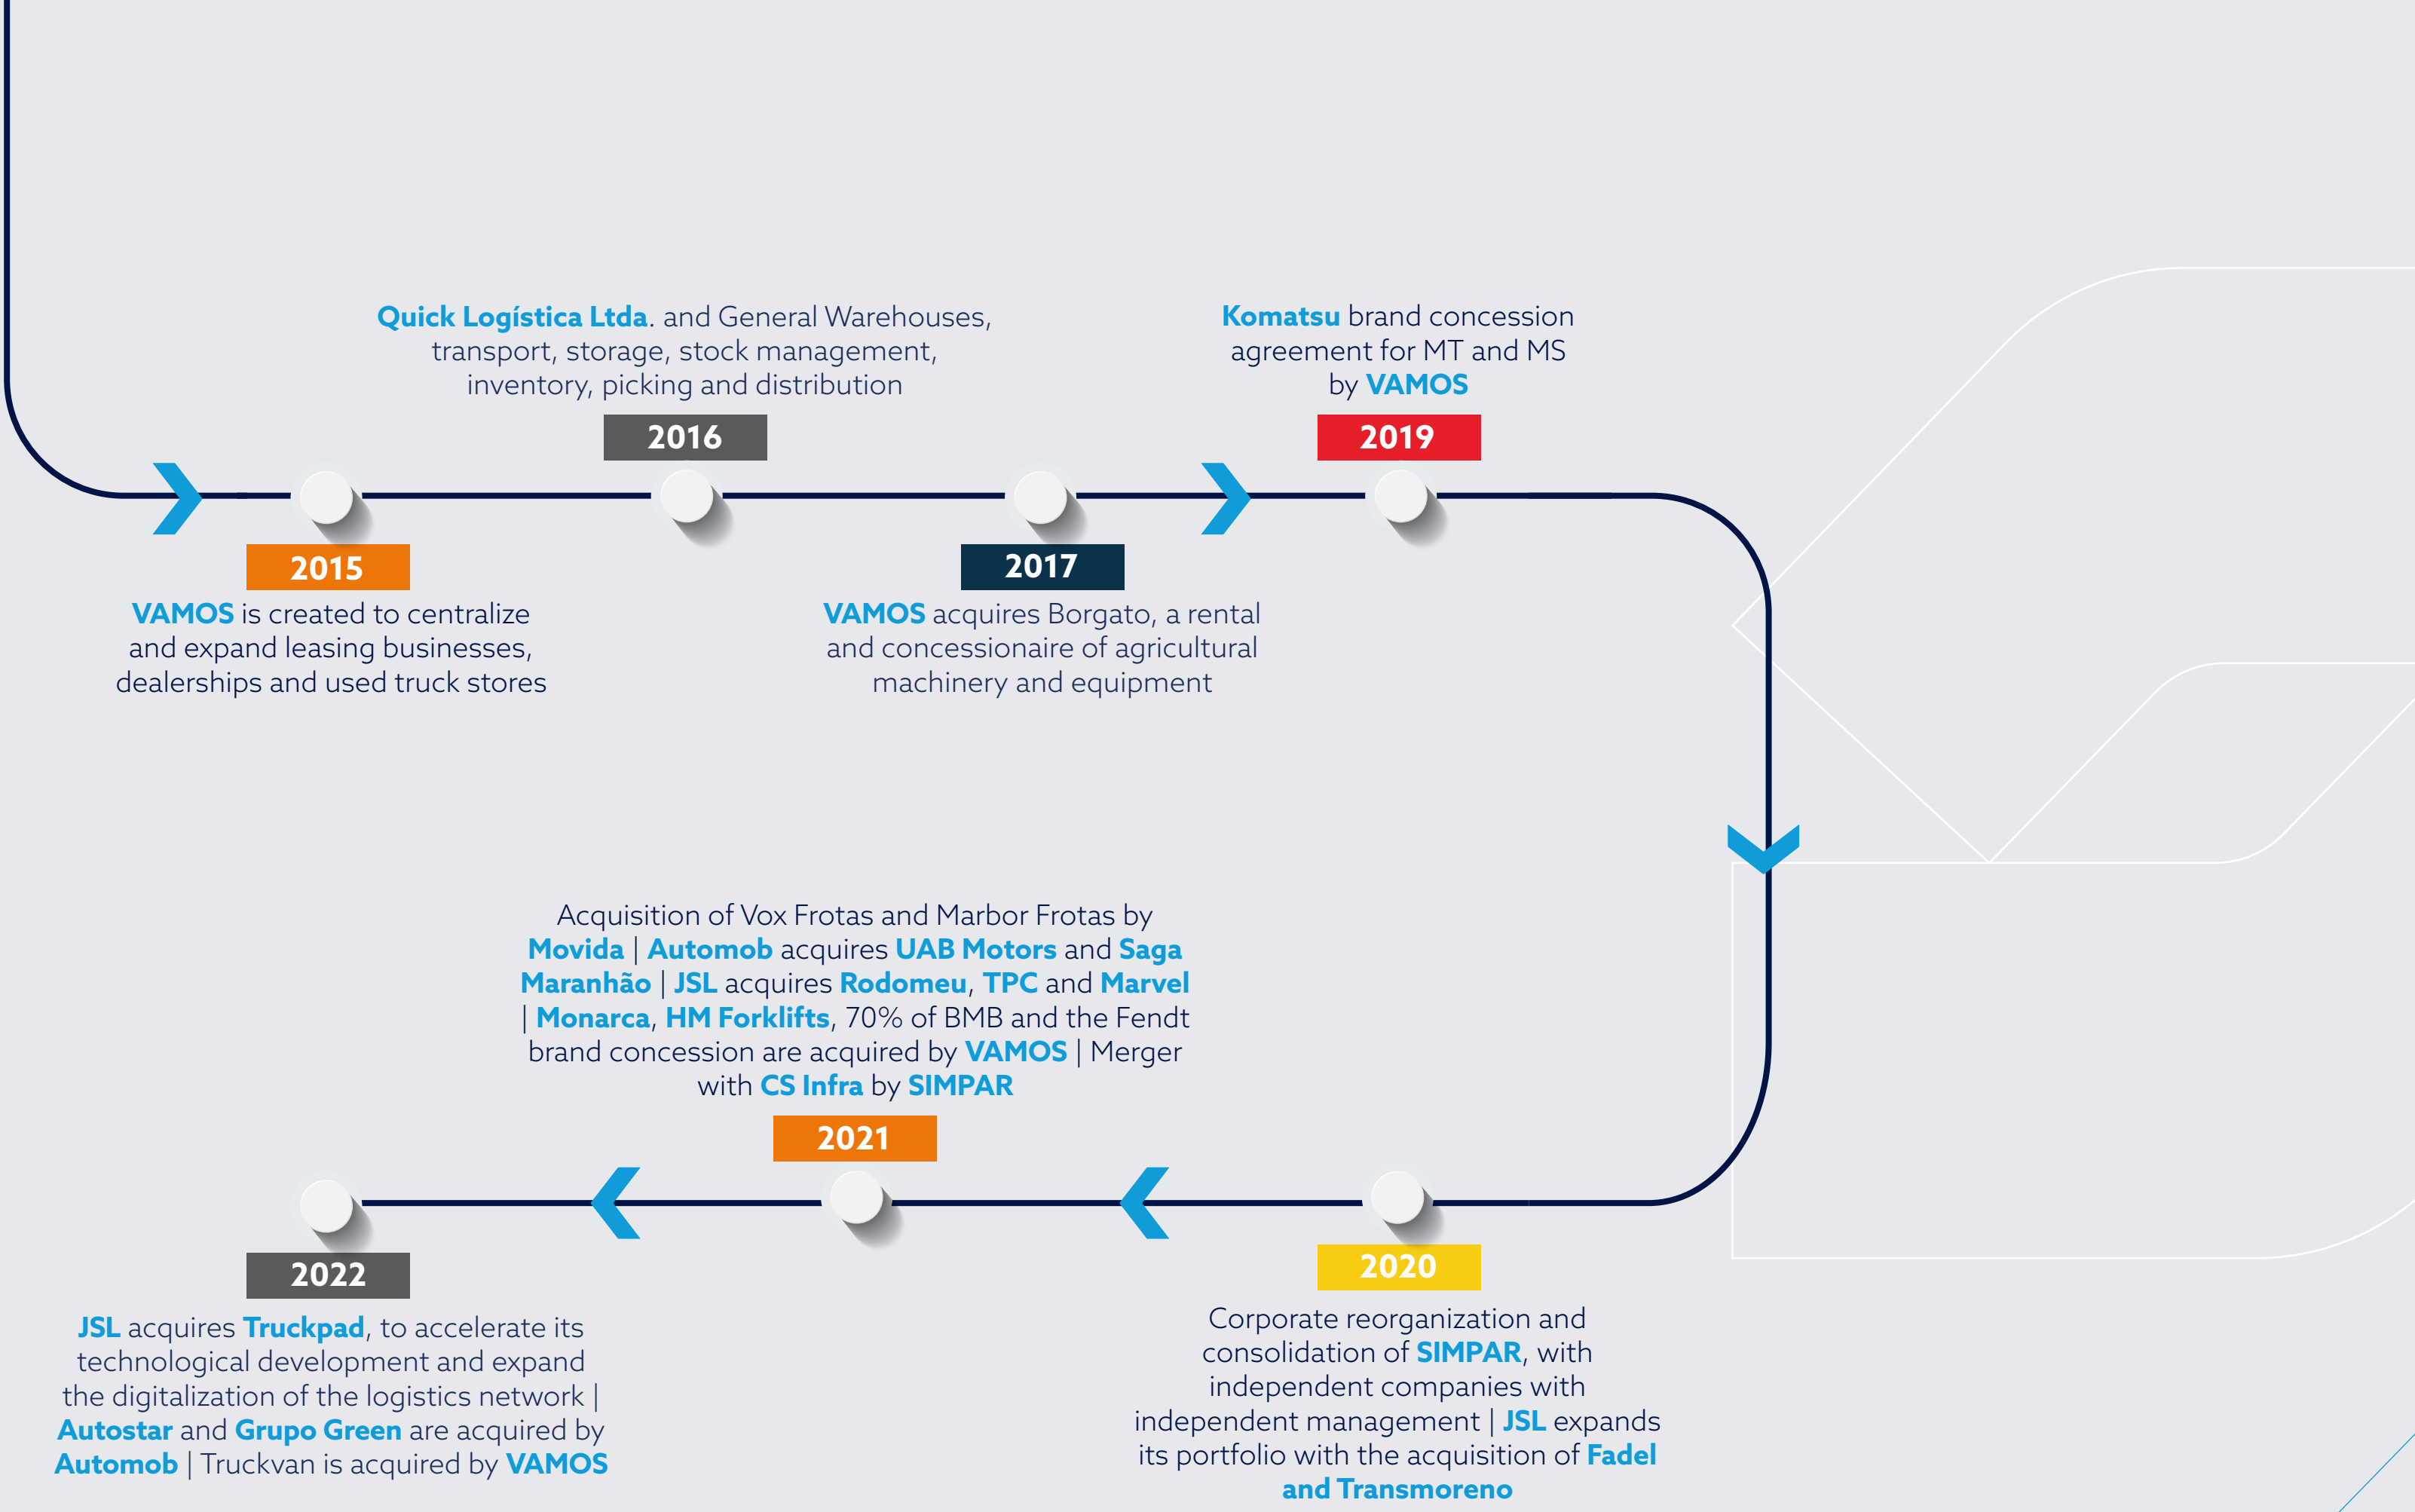 Quick Logística Ltda. and General Warehouses,
transport, storage, stock management,
inventory, picking and distribution
2016
Komatsu brand concession
agreement for MT and MS
by VAMOS
2019
2015
VAMOS is created to centralize
and expand leasing businesses,
dealerships and used truck stores
2017
VAMOS acquires Borgato, a rental
and concessionaire of agricultural
machinery and equipment
Acquisition of Vox Frotas and Marbor Frotas by
Movida | Automob acquires UAB Motors and Saga
Maranhão | JSL acquires Rodomeu, TPC and Marvel
| Monarca, HM Forklifts, 70% of BMB and the Fendt
brand concession are acquired by VAMOS | Merger
with CS Infra by SIMPAR
2021
2022
JSL acquires Truckpad, to accelerate its
technological development and expand
the digitalization of the logistics network |
Autostar and Grupo Green are acquired by
Automob | Truckvan is acquired by VAMOS
2020
Corporate reorganization and
consolidation of SIMPAR, with
independent companies with
independent management | JSL expands
its portfolio with the acquisition of Fadel
and Transmoreno